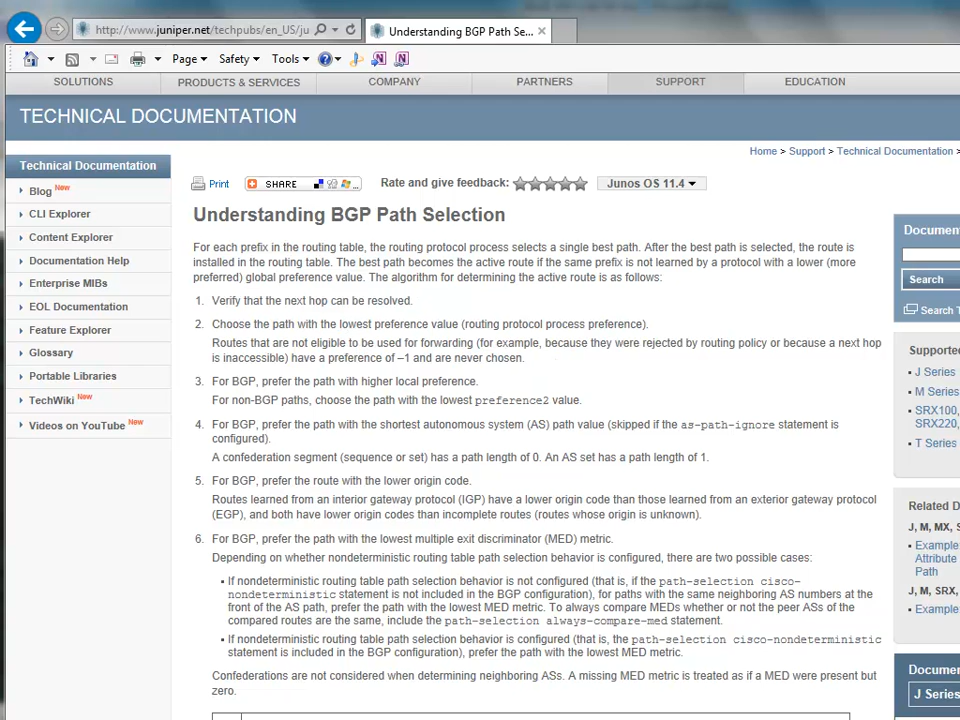 http://www.juniper.net/techpubs/en_US/ju
Understanding BGP Path Se...
Page
Safety
Tools
SOLUTIONS
PRODUCTS & SERVICES
COMPANY
PARTNERS
SUPPORT
EDUCATION
TECHNICAL DOCUMENTATION
Home > Support > Technical Documentation >
Technical Documentation
Blog New
CLI Explorer
Content Explorer
Documentation Help
Enterprise MIBs
EOL Documentation
Feature Explorer
Glossary
Portable Libraries
TechWiki New
Videos on YouTube New
Print
SHARE
Rate and give feedback:
Junos OS 11.4
Understanding BGP Path Selection
For each prefix in the routing table, the routing protocol process selects a single best path. After the best path is selected, the route is
installed in the routing table. The best path becomes the active route if the same prefix is not learned by a protocol with a lower (more
preferred) global preference value. The algorithm for determining the active route is as follows:
1. Verify that the next hop can be resolved.
2. Choose the path with the lowest preference value (routing protocol process preference).
Routes that are not eligible to be used for forwarding (for example, because they were rejected by routing policy or because a next hop
is inaccessible) have a preference of –1 and are never chosen.
3. For BGP, prefer the path with higher local preference.
For non-BGP paths, choose the path with the lowest preference2 value.
4. For BGP, prefer the path with the shortest autonomous system (AS) path value (skipped if the as-path-ignore statement is
configured).
A confederation segment (sequence or set) has a path length of 0. An AS set has a path length of 1.
5. For BGP, prefer the route with the lower origin code.
Routes learned from an interior gateway protocol (IGP) have a lower origin code than those learned from an exterior gateway protocol
(EGP), and both have lower origin codes than incomplete routes (routes whose origin is unknown).
6. For BGP, prefer the path with the lowest multiple exit discriminator (MED) metric.
Depending on whether nondeterministic routing table path selection behavior is configured, there are two possible cases:
▪ If nondeterministic routing table path selection behavior is not configured (that is, if the path-selection cisco-
nondeterministic statement is not included in the BGP configuration), for paths with the same neighboring AS numbers at the
front of the AS path, prefer the path with the lowest MED metric. To always compare MEDs whether or not the peer ASs of the
compared routes are the same, include the path-selection always-compare-med statement.
▪ If nondeterministic routing table path selection behavior is configured (that is, the path-selection cisco-nondeterministic
statement is included in the BGP configuration), prefer the path with the lowest MED metric.
Confederations are not considered when determining neighboring ASs. A missing MED metric is treated as if a MED were present but
zero.
Documen
Search
Search T
Supporte
▪ J Series
▪ M Series
▪ SRX100,
SRX220,
▪ T Series
Related D
J, M, MX, S
▪ Example:
Attribute
Path
J, M, SRX,
▪ Example:
Documen
J Series